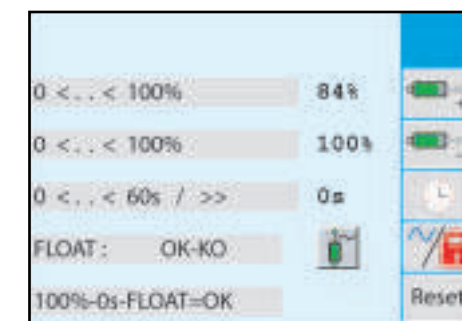 0 <..< 100% 84%
0 <..< 100% 100%
0 <..< 60s / >> 0s
FLOAT: OK-KO
100%-0s-FLOAT=OK Reset